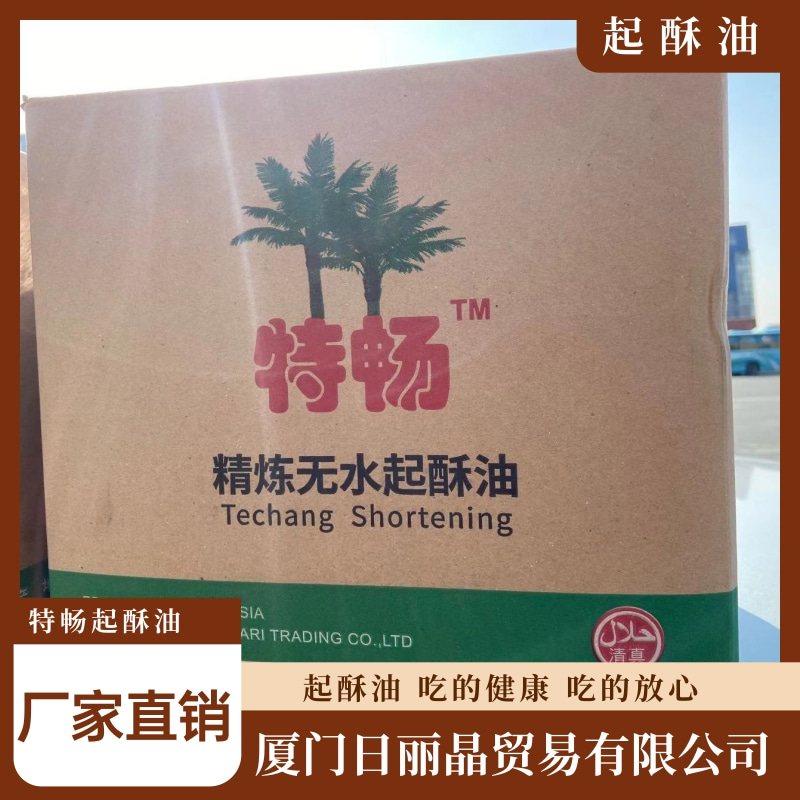 起酥油
特畅 TM
精炼无水起酥油
Techang Shortening
SIA
ARI TRADING CO.,LTD
حلال
清真
特畅起酥油
起酥油 吃的健康 吃的放心
厂家直销
厦门日丽晶贸易有限公司